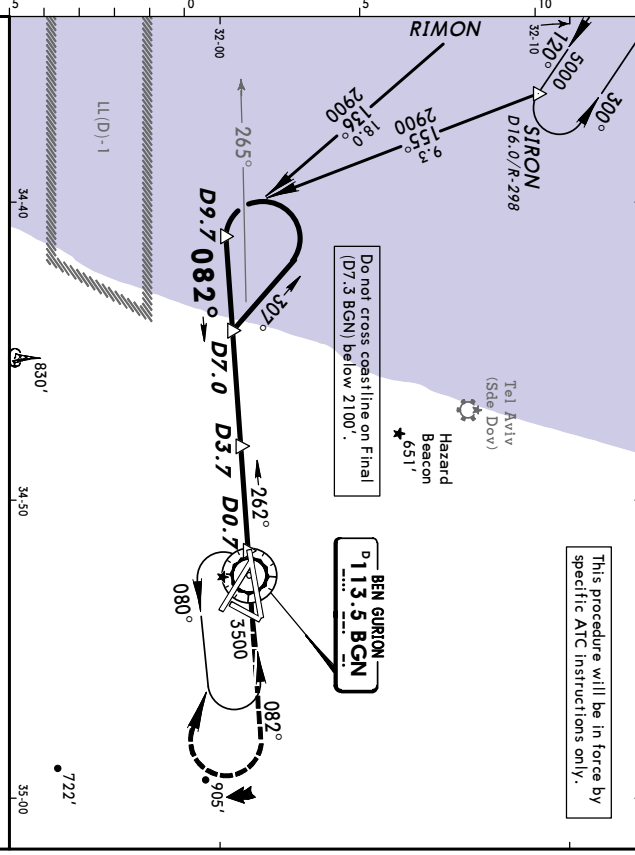 5
0
5
10
32-00
32-10
34-40
34-50
35-00
This procedure will be in force by
specific ATC instructions only.
120°
5000
300°
SIRON
D16.0/R-298
RIMON
2900
136°
18.0
2900
155°
9.3
265°
LL(D)-1
D9.7
082°
307°
D7.0
Do not cross coastline on Final
(D7.3 BGN) below 2100'.
Tel Aviv
(Sde Dov)
Hazard
Beacon
651'
830'
D3.7
262°
D0.7
BEN GURION
D 113.5 BGN
3500
080°
082°
905'
722'